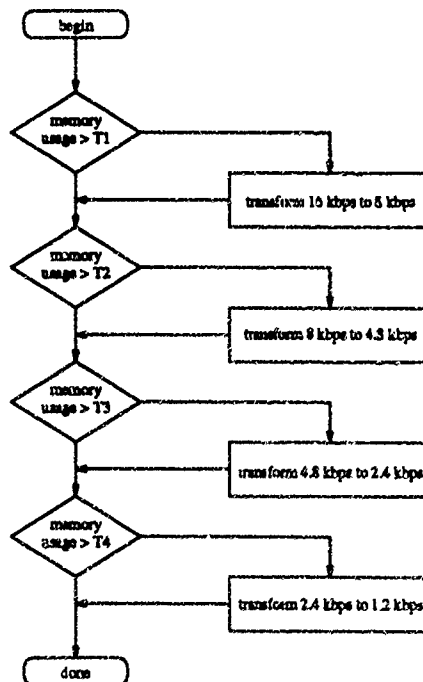 begin
memory
usage > T1
transform 16 kbps to 8 kbps
memory
usage > T2
transform 8 kbps to 4.8 kbps
memory
usage > T3
transform 4.8 kbps to 2.4 kbps
memory
usage > T4
transform 2.4 kbps to 1.2 kbps
done